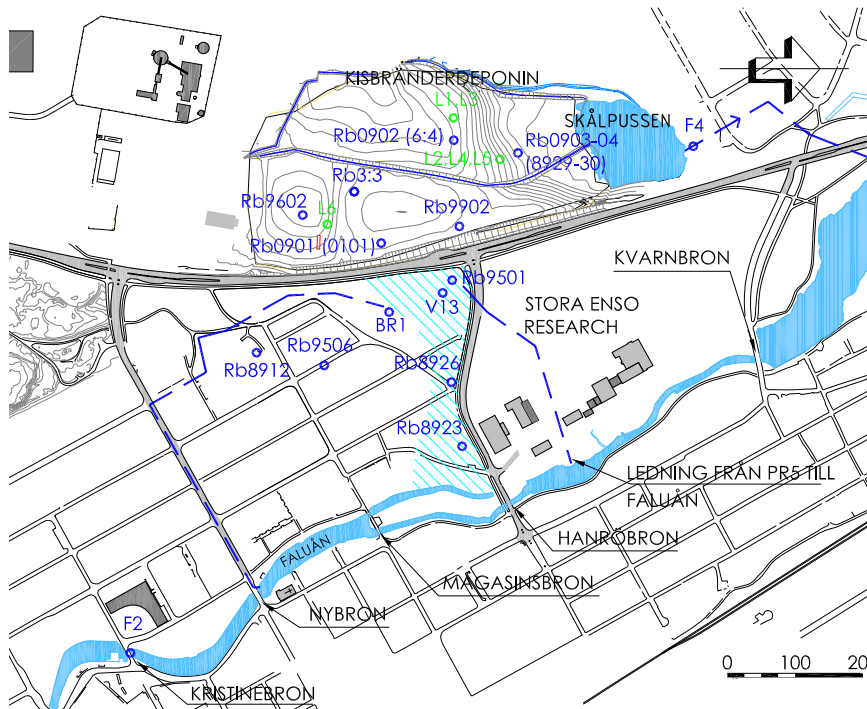 KISBRÄNDERDEPONIN
L1,L3
SKÅLPUSSEN
F4
Rb0902 (6:4)
Rb0903-04
(8929-30)
L2,L4,L5
Rb3:3
Rb9602
L6
Rb9902
Rb0901 (0101)
KVARNBRON
Rb9501
V13
STORA ENSO
RESEARCH
BR1
Rb9506
Rb8912
Rb8926
Rb8923
LEDNING FRÅN PR5 TILL
FALUÅN
HANRÖBRON
FALUÅN
MAGASINSBRON
NYBRON
F2
KRISTINEBRON
0 100 20